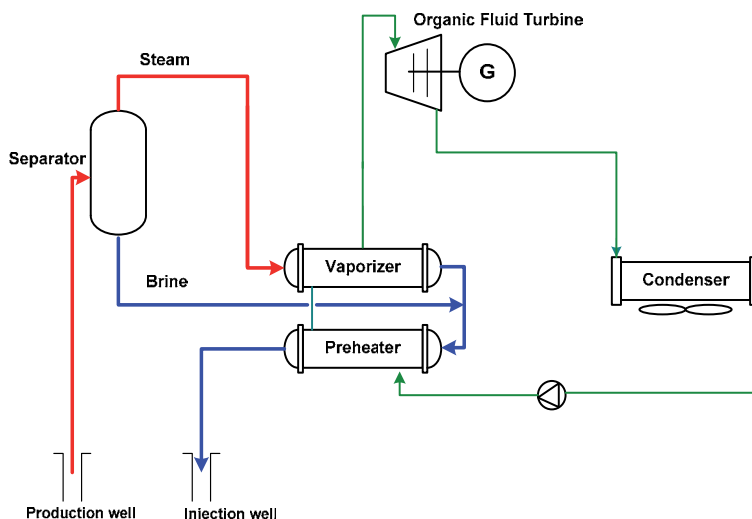 Organic Fluid Turbine
Steam
G
Separator
Vaporizer
Condenser
Brine
Preheater
Production well
Injection well